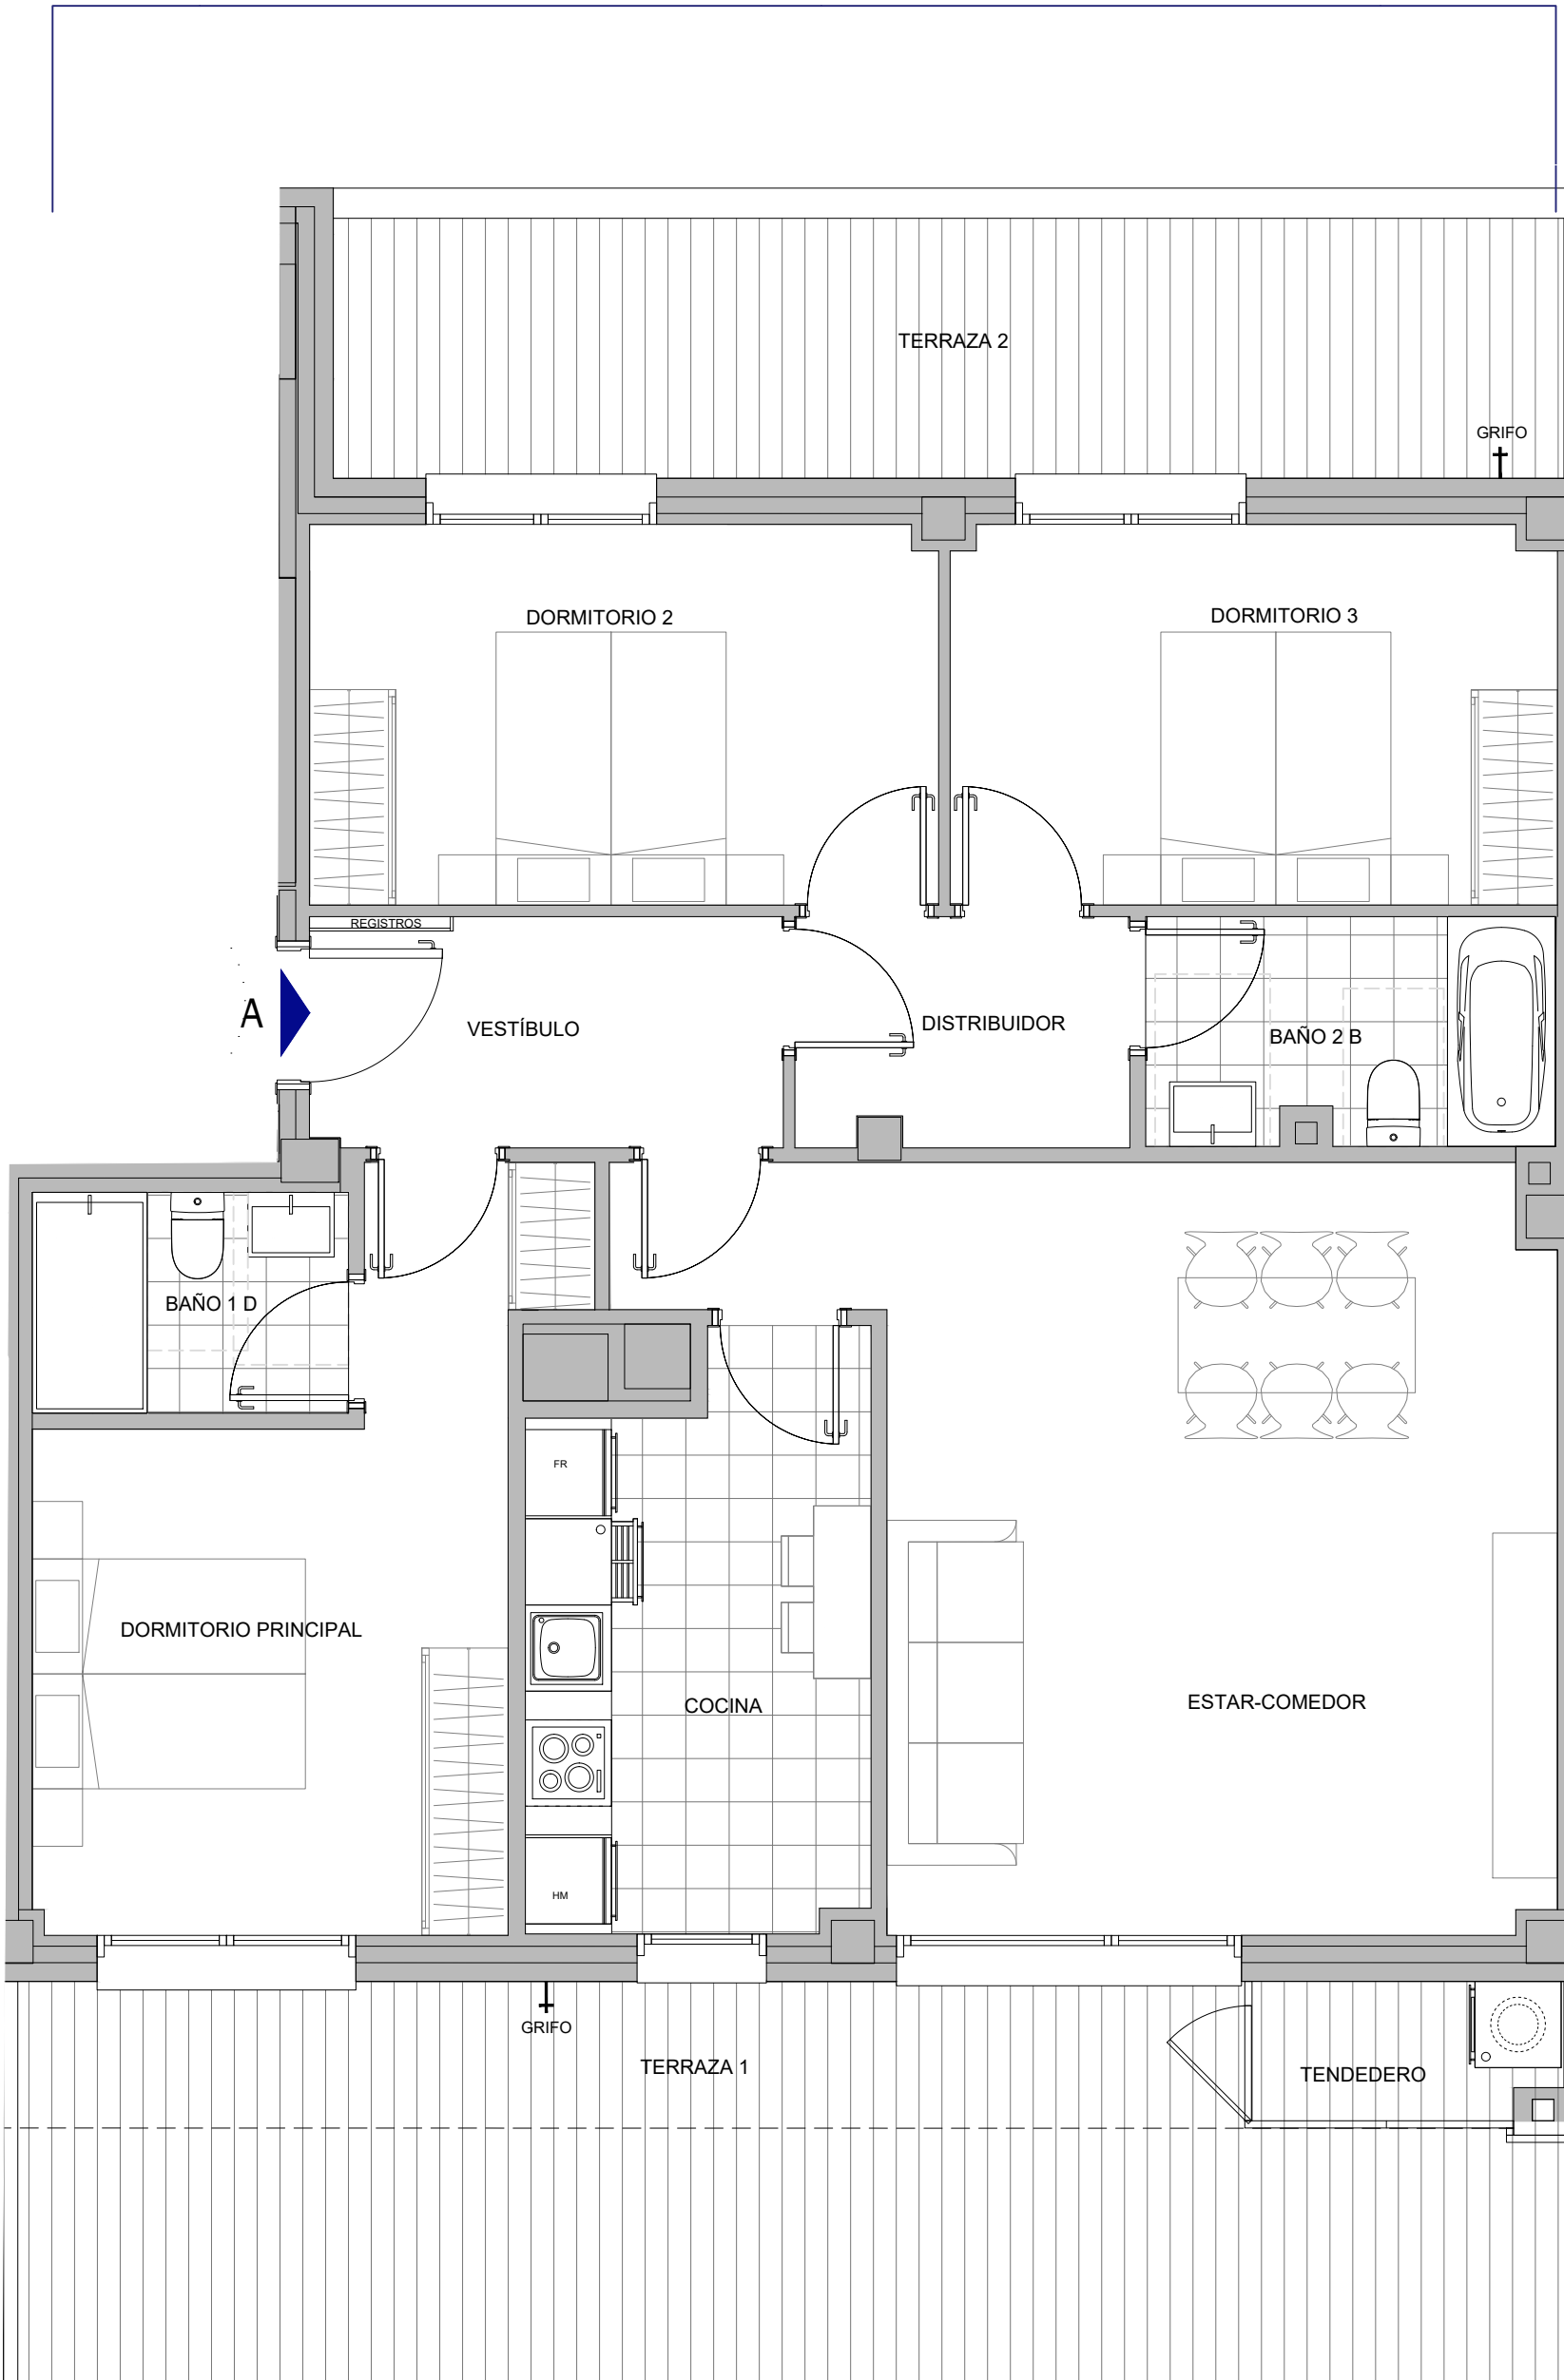 TERRAZA 2
GRIFO
DORMITORIO 2
DORMITORIO 3
REGISTROS
A
VESTÍBULO
DISTRIBUIDOR
BAÑO 2 B
BAÑO 1 D
FR
DORMITORIO PRINCIPAL
COCINA
ESTAR-COMEDOR
HM
GRIFO
TERRAZA 1
TENDEDERO